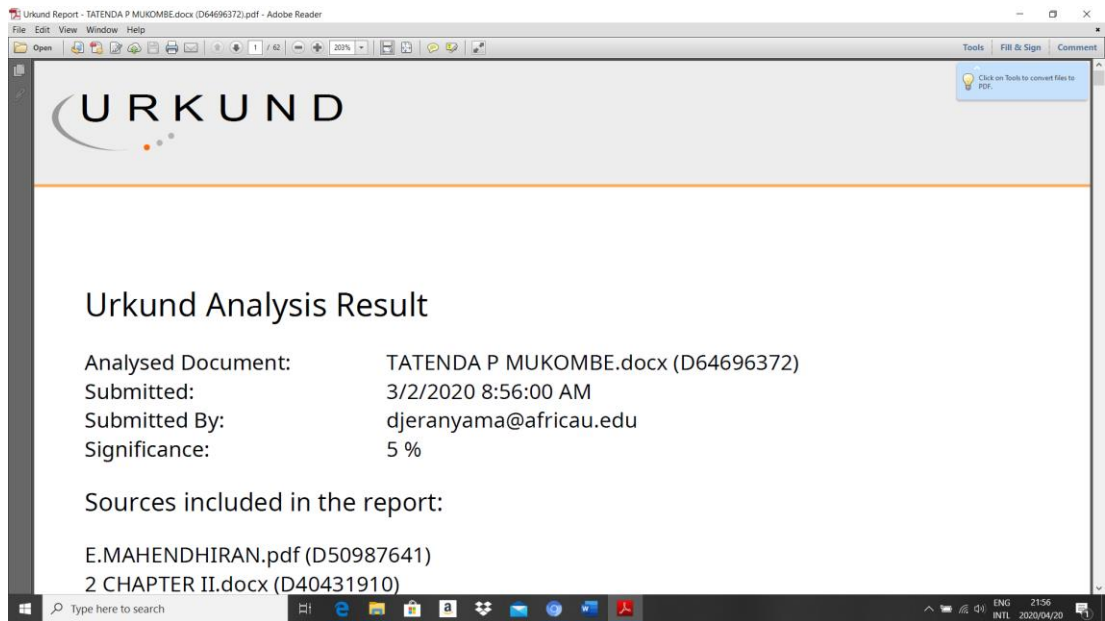 Urkund Report - TATENDA P MUKOMBE.docx (D64696372).pdf - Adobe Reader
File Edit View Window Help
Open 1 / 62 203% Tools Fill & Sign Comment
Click on Tools to convert files to
PDF.
URKUND
Urkund Analysis Result
Analysed Document: TATENDA P MUKOMBE.docx (D64696372)
Submitted: 3/2/2020 8:56:00 AM
Submitted By: djeranyama@africau.edu
Significance: 5 %
Sources included in the report:
E.MAHENDHIRAN.pdf (D50987641)
2 CHAPTER II.docx (D40431910)
Type here to search
ENG 21:56
INTL 2020/04/20